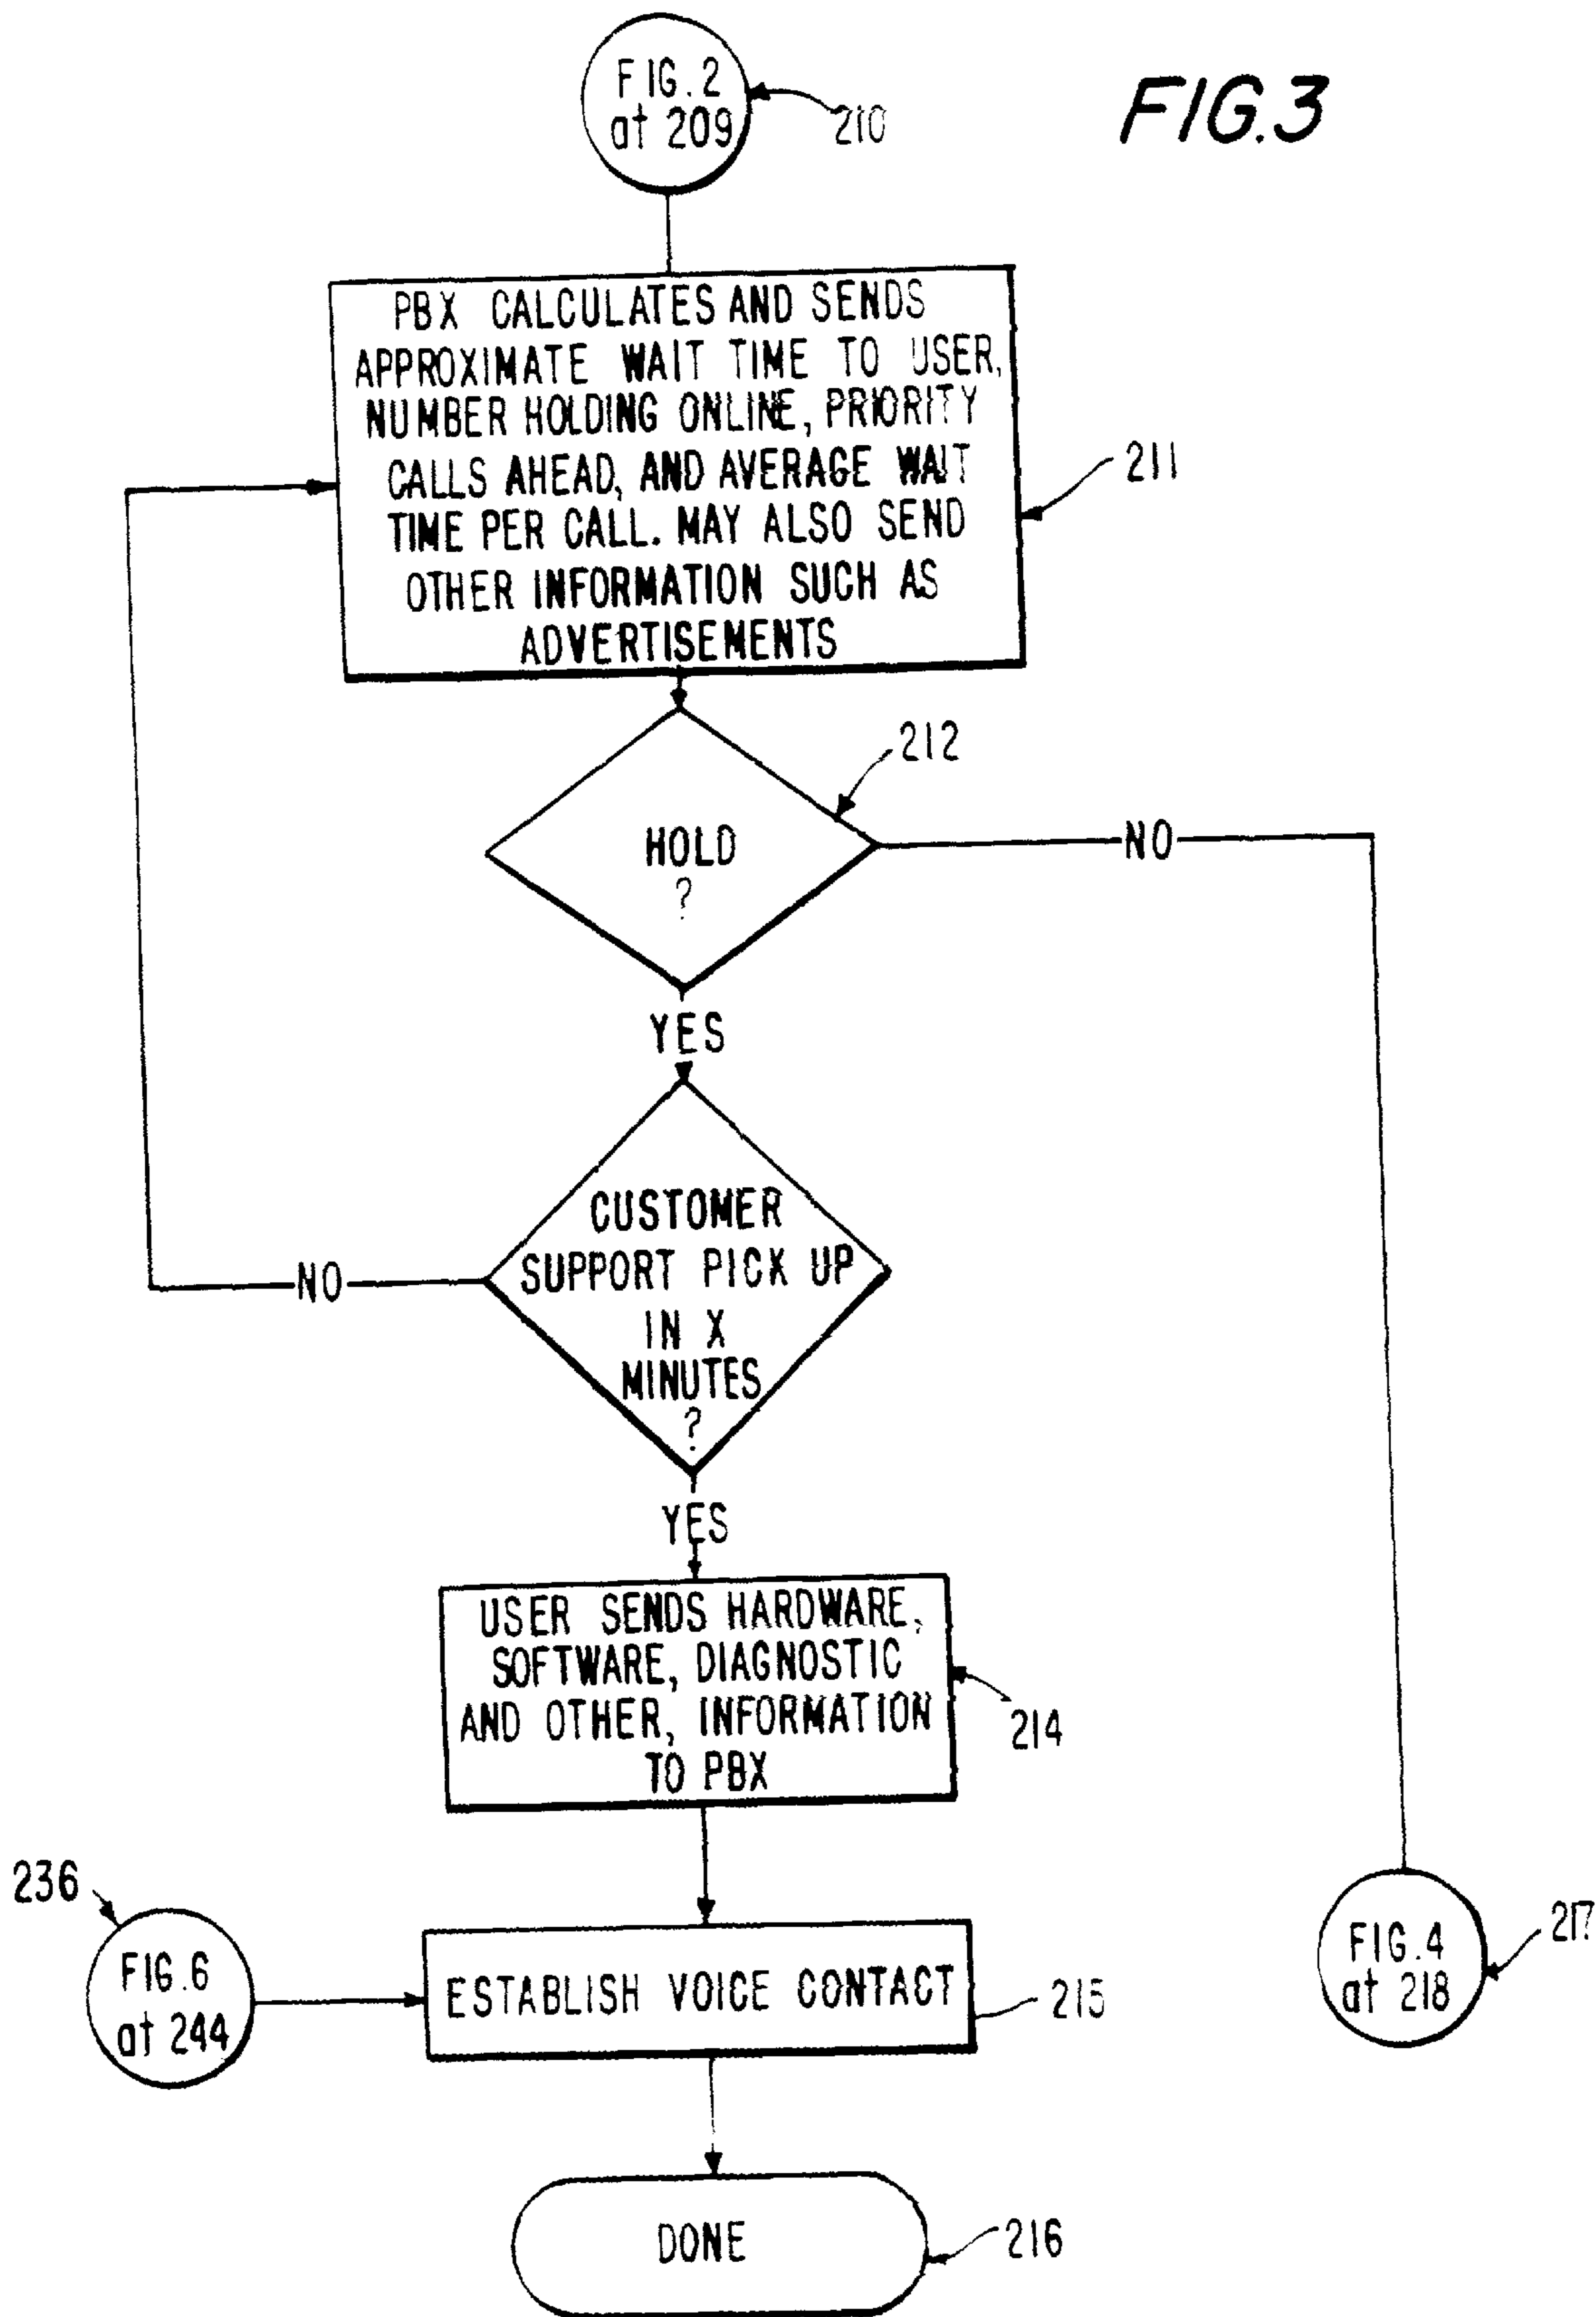 FIG. 2
at 209
210
FIG.3
PBX CALCULATES AND SENDS
APPROXIMATE WAIT TIME TO USER,
NUMBER HOLDING ONLINE, PRIORITY
CALLS AHEAD, AND AVERAGE WAIT
TIME PER CALL. MAY ALSO SEND
OTHER INFORMATION SUCH AS
ADVERTISEMENTS
211
212
HOLD
?
NO
YES
CUSTOMER
SUPPORT PICK UP
IN X
MINUTES
?
NO
YES
USER SENDS HARDWARE,
SOFTWARE, DIAGNOSTIC
AND OTHER, INFORMATION
TO PBX
214
236
FIG. 6
at 244
ESTABLISH VOICE CONTACT
215
FIG. 4
at 218
217
DONE
216